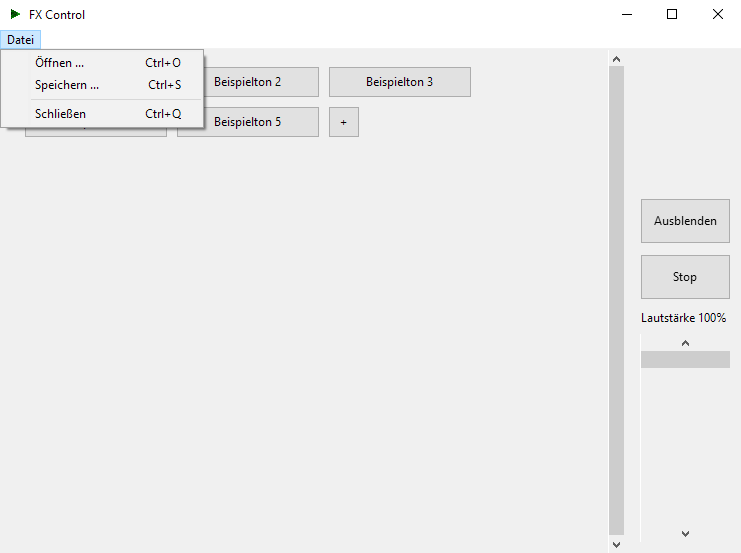 FX Control
Datei
Öffnen ... Ctrl+O
Speichern ... Ctrl+S
Schließen Ctrl+Q
Beispielton 2 Beispielton 3
Beispielton 5 +
Ausblenden
Stop
Lautstärke 100%